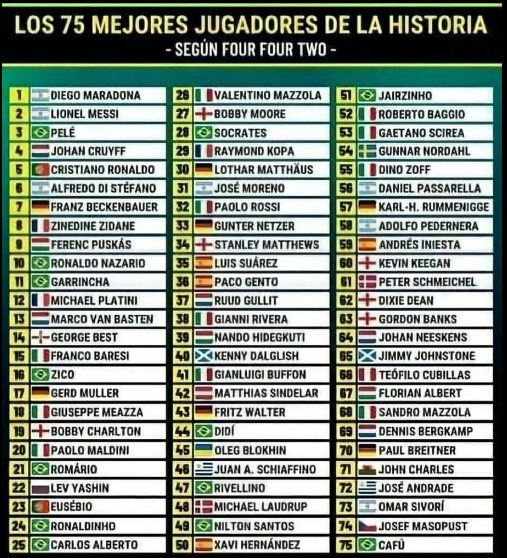 LOS 75 MEJORES JUGADORES DE LA HISTORIA
- SEGÚN FOUR FOUR TWO -
1 DIEGO MARADONA
2 LIONEL MESSI
3 PELÉ
4 JOHAN CRUYFF
5 CRISTIANO RONALDO
6 ALFREDO DI STÉFANO
7 FRANZ BECKENBAUER
8 ZINEDINE ZIDANE
9 FERENC PUSKÁS
10 RONALDO NAZARIO
11 GARRINCHA
12 MICHAEL PLATINI
13 MARCO VAN BASTEN
14 GEORGE BEST
15 FRANCO BARESI
16 ZICO
17 GERD MULLER
18 GIUSEPPE MEAZZA
19 BOBBY CHARLTON
20 PAOLO MALDINI
21 ROMÁRIO
22 LEV YASHIN
23 EUSÉBIO
24 RONALDINHO
25 CARLOS ALBERTO
26 VALENTINO MAZZOLA
27 BOBBY MOORE
28 SOCRATES
29 RAYMOND KOPA
30 LOTHAR MATTHÄUS
31 JOSÉ MORENO
32 PAOLO ROSSI
33 GUNTER NETZER
34 STANLEY MATTHEWS
35 LUIS SUÁREZ
36 PACO GENTO
37 RUUD GULLIT
38 GIANNI RIVERA
39 NANDO HIDEGKUTI
40 KENNY DALGLISH
41 GIANLUIGI BUFFON
42 MATTHIAS SINDELAR
43 FRITZ WALTER
44 DIDÍ
45 OLEG BLOKHIN
46 JUAN A. SCHIAFFINO
47 RIVELLINO
48 MICHAEL LAUDRUP
49 NILTON SANTOS
50 XAVI HERNÁNDEZ
51 JAIRZINHO
52 ROBERTO BAGGIO
53 GAETANO SCIREA
54 GUNNAR NORDAHL
55 DINO ZOFF
56 DANIEL PASSARELLA
57 KARL-H. RUMMENIGGE
58 ADOLFO PEDERNERA
59 ANDRÉS INIESTA
60 KEVIN KEEGAN
61 PETER SCHMEICHEL
62 DIXIE DEAN
63 GORDON BANKS
64 JOHAN NEESKENS
65 JIMMY JOHNSTONE
66 TEÓFILO CUBILLAS
67 FLORIAN ALBERT
68 SANDRO MAZZOLA
69 DENNIS BERGKAMP
70 PAUL BREITNER
71 JOHN CHARLES
72 JOSÉ ANDRADE
73 OMAR SIVORÍ
74 JOSEF MASOPUST
75 CAFÙ